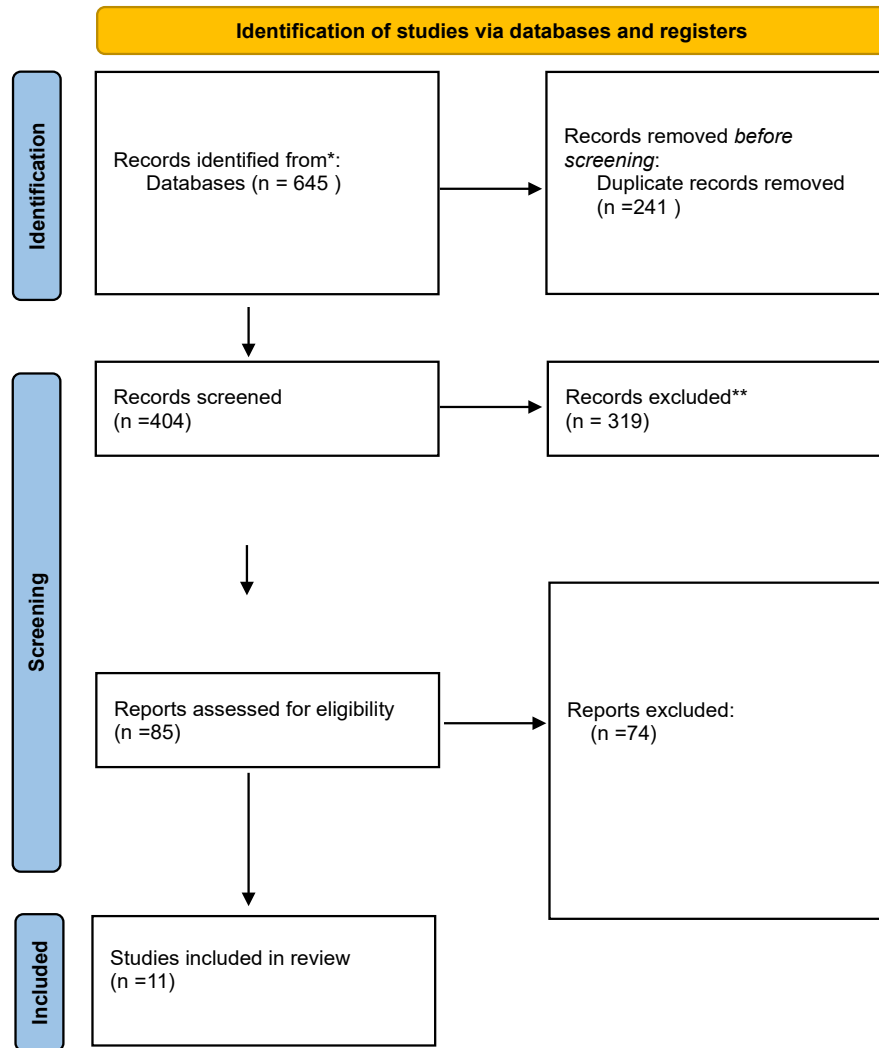 Identification of studies via databases and registers
Identification
Records identified from*:
Databases (n = 645 )
Records removed before
screening:
Duplicate records removed
(n =241 )
Screening
Records screened
(n =404)
Records excluded**
(n = 319)
Reports assessed for eligibility
(n =85)
Reports excluded:
(n =74)
Included
Studies included in review
(n =11)